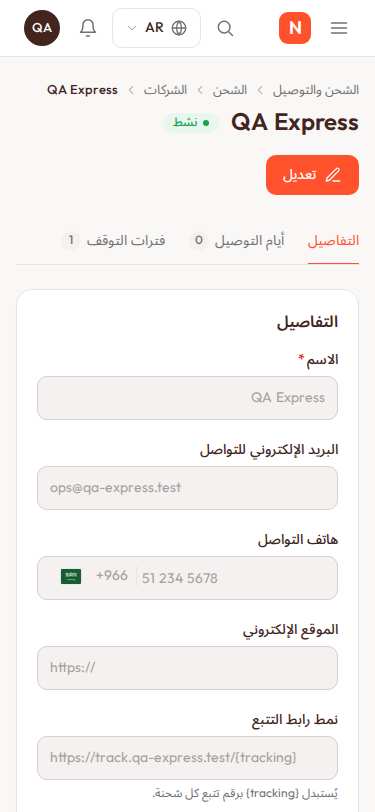 N AR QA
الشحن والتوصيل > الشحن > الشركات > QA Express
QA Express نشط
تعديل
التفاصيل أيام التوصيل 0 فترات التوقف 1
التفاصيل
الاسم*
QA Express
البريد الإلكتروني للتواصل
ops@qa-express.test
هاتف التواصل
+966 51 234 5678
الموقع الإلكتروني
https://
نمط رابط التتبع
https://track.qa-express.test/{tracking}
يُستبدل {tracking} برقم تتبع كل شحنة.